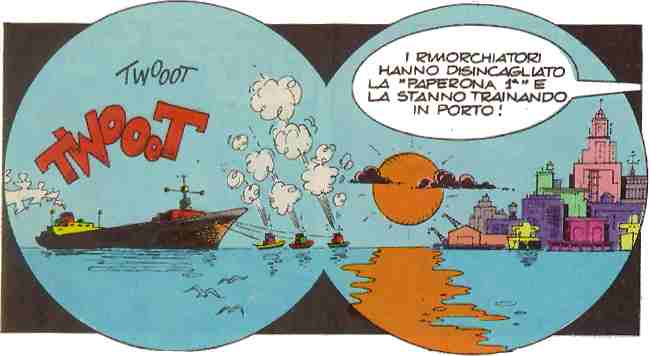 TWOOOT
TWOOOT
I RIMORCHIATORI
HANNO DISINCAGLIATO
LA "PAPERONA 1ª" E
LA STANNO TRAINANDO
IN PORTO!